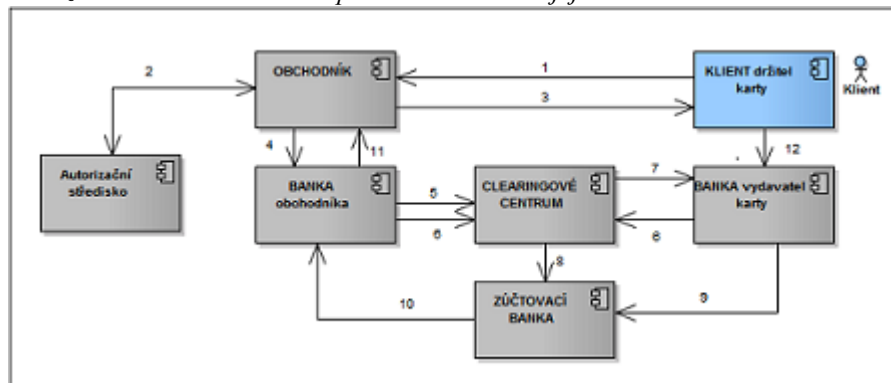 2
OBCHODNÍK
1
KLIENT držitel
karty
Klient
3
4
11
12
Autorizační
středisko
BANKA
obchodníka
5
6
CLEARINGOVÉ
CENTRUM
7
BANKA vydavatel
karty
6
8
ZÚČTOVACÍ
BANKA
9
10